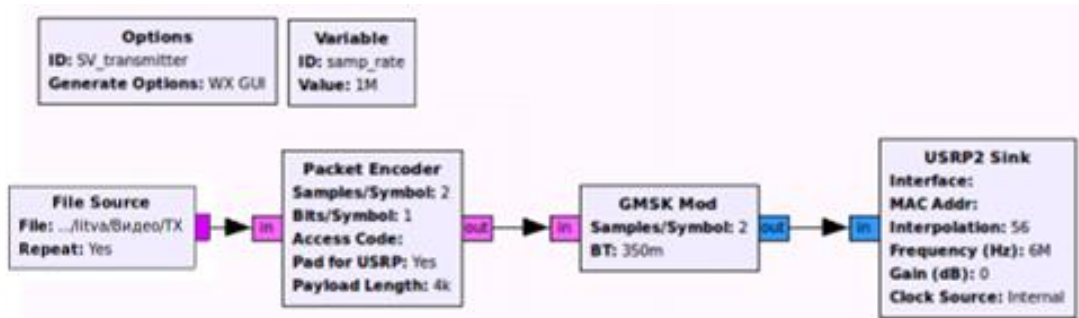 Options
ID: SV_transmitter
Generate Options: WX GUI
Variable
ID: samp_rate
Value: 1M
File Source
File: .../litva/Видео/TX
Repeat: Yes
Packet Encoder
Samples/Symbol: 2
Bits/Symbol: 1
Access Code:
Pad for USRP: Yes
Payload Length: 4k
in
out
GMSK Mod
Samples/Symbol: 2
BT: 350m
in
out
USRP2 Sink
Interface:
MAC Addr:
Interpolation: 56
Frequency (Hz): 6M
Gain (dB): 0
Clock Source: Internal
in